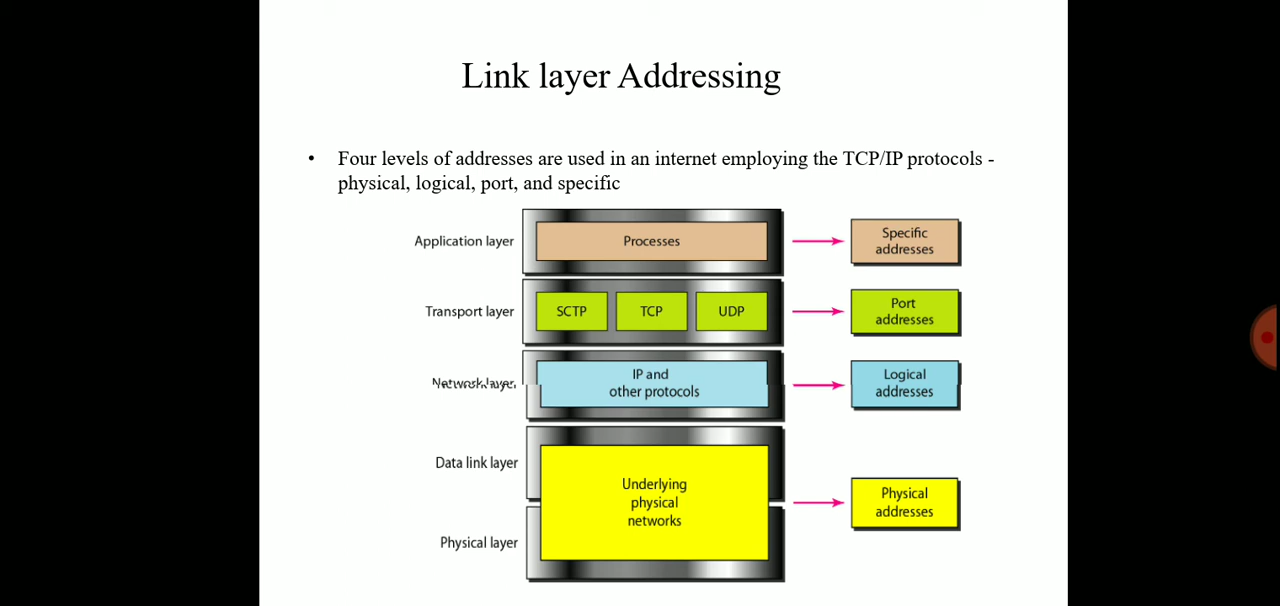 Link layer Addressing
• Four levels of addresses are used in an internet employing the TCP/IP protocols -
physical, logical, port, and specific
Application layer
Processes
Specific
addresses
Transport layer
SCTP
TCP
UDP
Port
addresses
Network layer
IP and
other protocols
Logical
addresses
Data link layer
Underlying
physical
networks
Physical
addresses
Physical layer